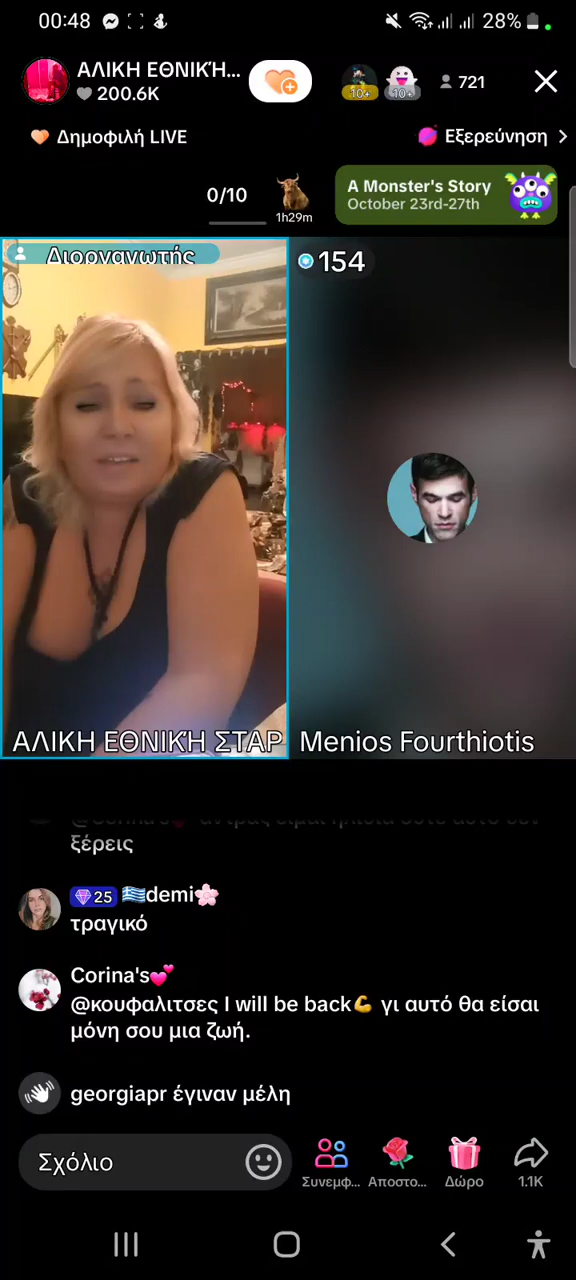 00:48
28%
ΑΛΙΚΗ ΕΘΝΙΚΉ...
200.6K
10+
10+
721
Δημοφιλή LIVE
Εξερεύνηση
0/10
1h29m
A Monster's Story
October 23rd-27th
Διοργανωτής
154
ΑΛΙΚΗ ΕΘΝΙΚΉ ΣΤΑΡ
Menios Fourthiotis
ξέρεις
25 demi
τραγικό
Corina's
@κουφαλιτσες I will be back γι αυτό θα είσαι
μόνη σου μια ζωή.
georgiapr έγιναν μέλη
Σχόλιο
Συνεμφ...
Αποστο...
Δώρο
1.1K